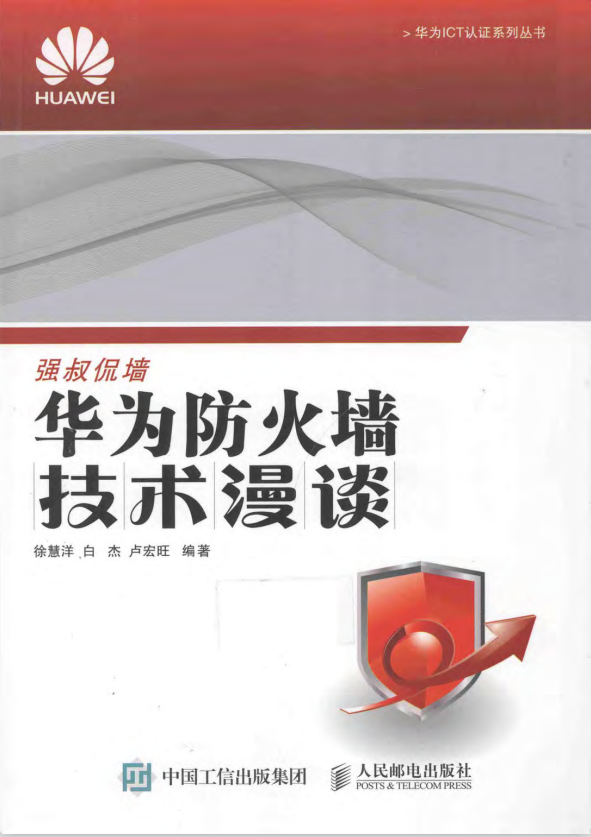 > 华为ICT认证系列丛书
HUAWEI
强叔侃墙
华为防火墙
技术漫谈
徐慧洋 白 杰 卢宏旺 编著
中国工信出版集团
人民邮电出版社
POSTS & TELECOM PRESS